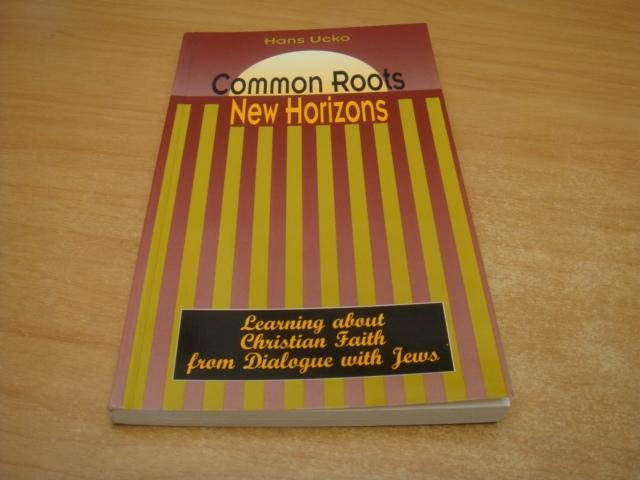 Hans Ucko
Common Roots
New Horizons
Learning about
Christian Faith
from Dialogue with Jews